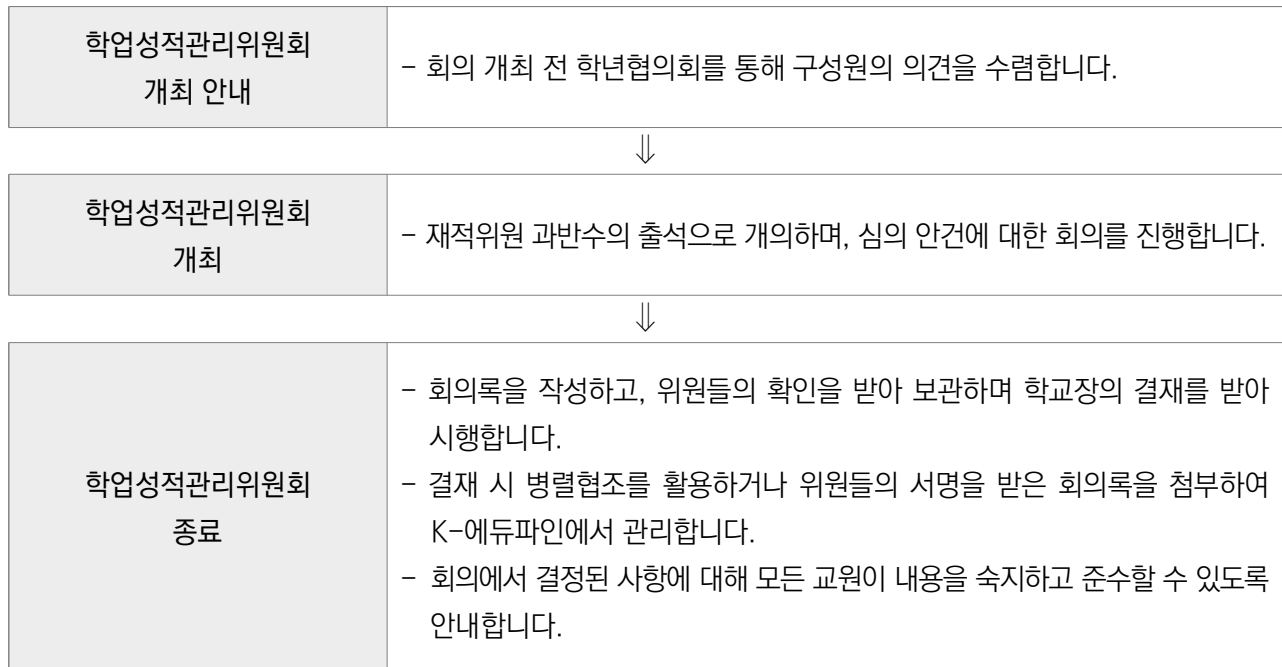 학업성적관리위원회
개최 안내
- 회의 개최 전 학년협의회를 통해 구성원의 의견을 수렴합니다.
⇓
학업성적관리위원회
개최
- 재적위원 과반수의 출석으로 개의하며, 심의 안건에 대한 회의를 진행합니다.
⇓
학업성적관리위원회
종료
- 회의록을 작성하고, 위원들의 확인을 받아 보관하며 학교장의 결재를 받아
시행합니다.
- 결재 시 병렬협조를 활용하거나 위원들의 서명을 받은 회의록을 첨부하여
K-에듀파인에서 관리합니다.
- 회의에서 결정된 사항에 대해 모든 교원이 내용을 숙지하고 준수할 수 있도록
안내합니다.